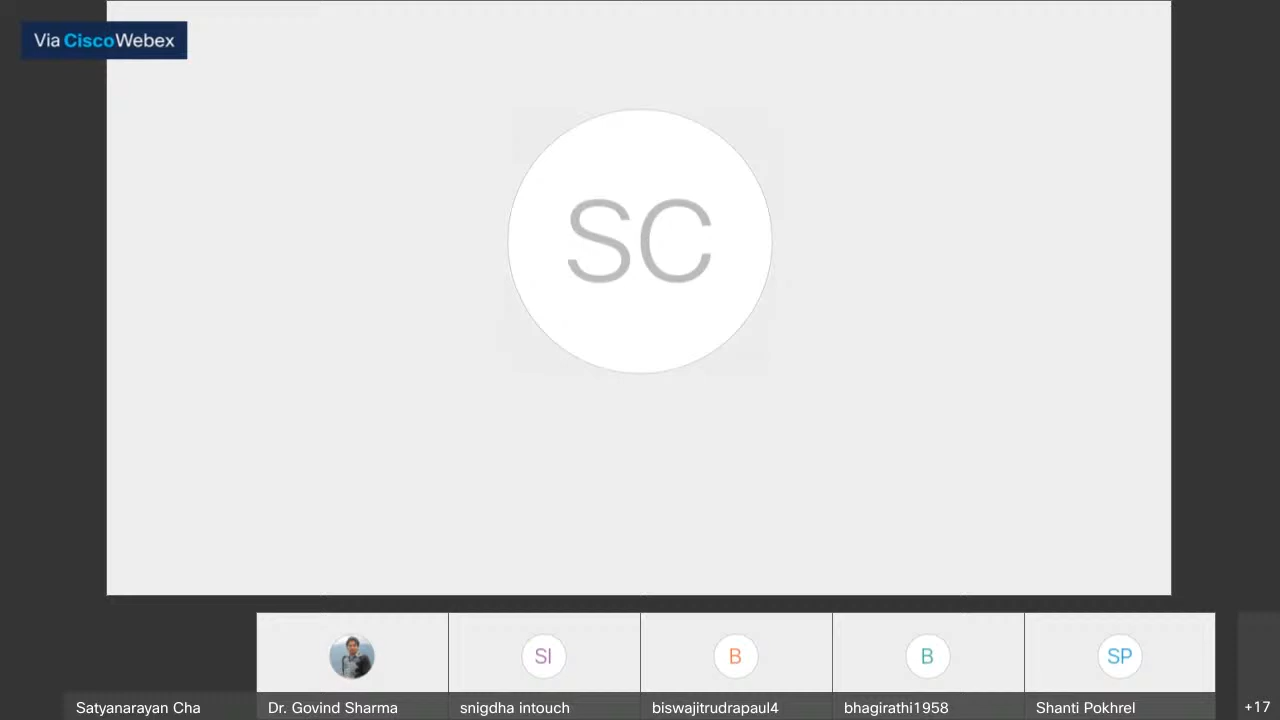 Via CiscoWebex
SC
SI
B
B
SP
Satyanarayan Cha
Dr. Govind Sharma
snigdha intouch
biswajitrudrapaul4
bhagirathi1958
Shanti Pokhrel
+17